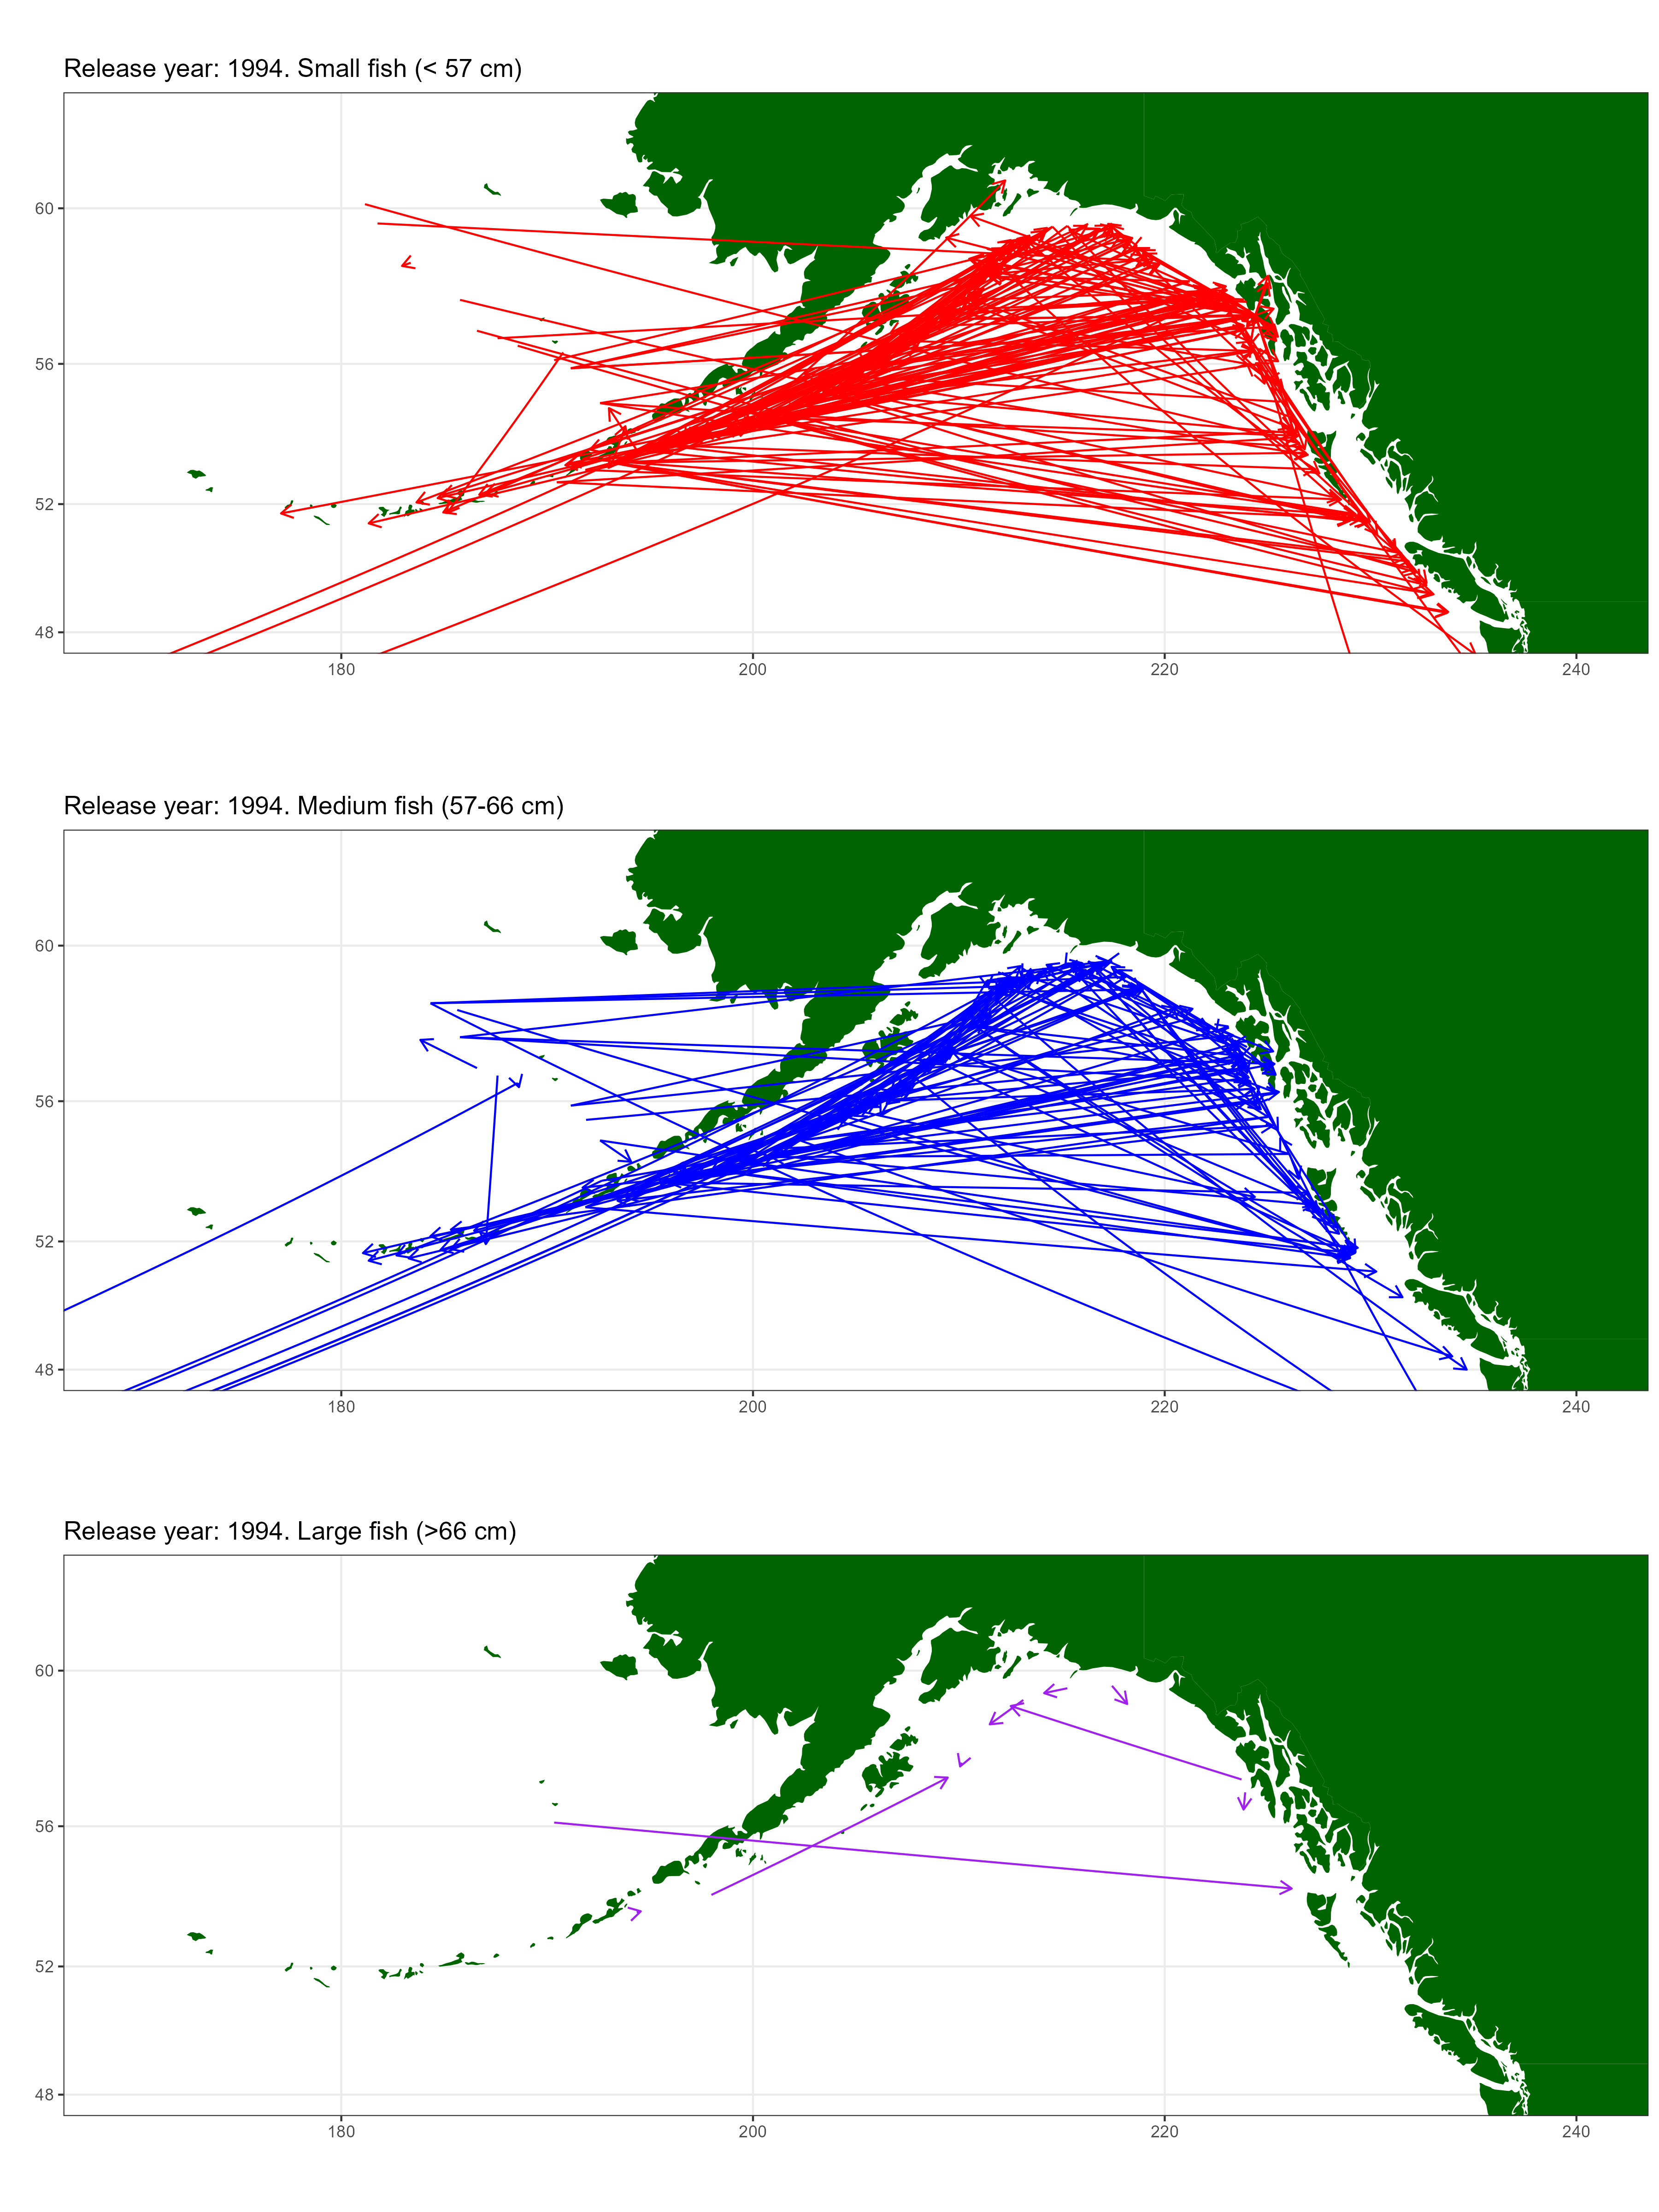 Release year: 1994. Small fish (< 57 cm)
60
56
52
48
180 200 220 240
Release year: 1994. Medium fish (57-66 cm)
60
56
52
48
180 200 220 240
Release year: 1994. Large fish (>66 cm)
60
56
52
48
180 200 220 240